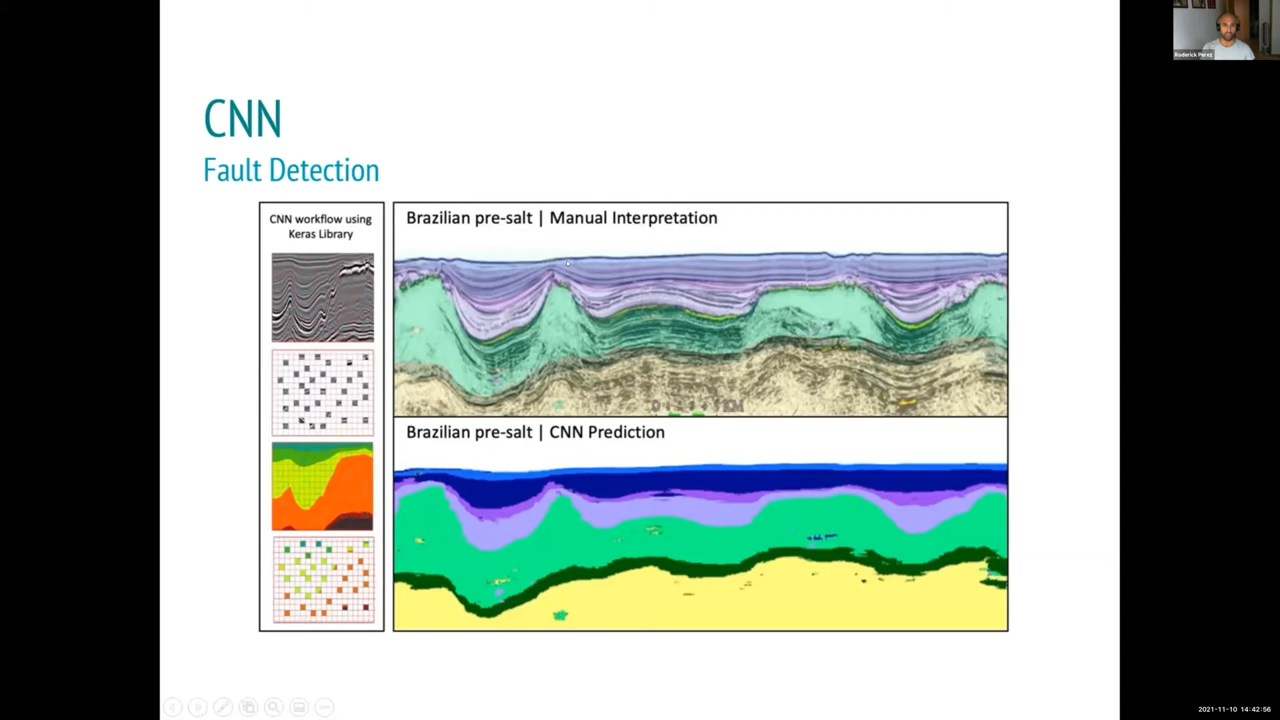 Roderick Perez
CNN
Fault Detection
CNN workflow using
Keras Library
Brazilian pre-salt | Manual Interpretation
Brazilian pre-salt | CNN Prediction
2021-11-10 14:42:56